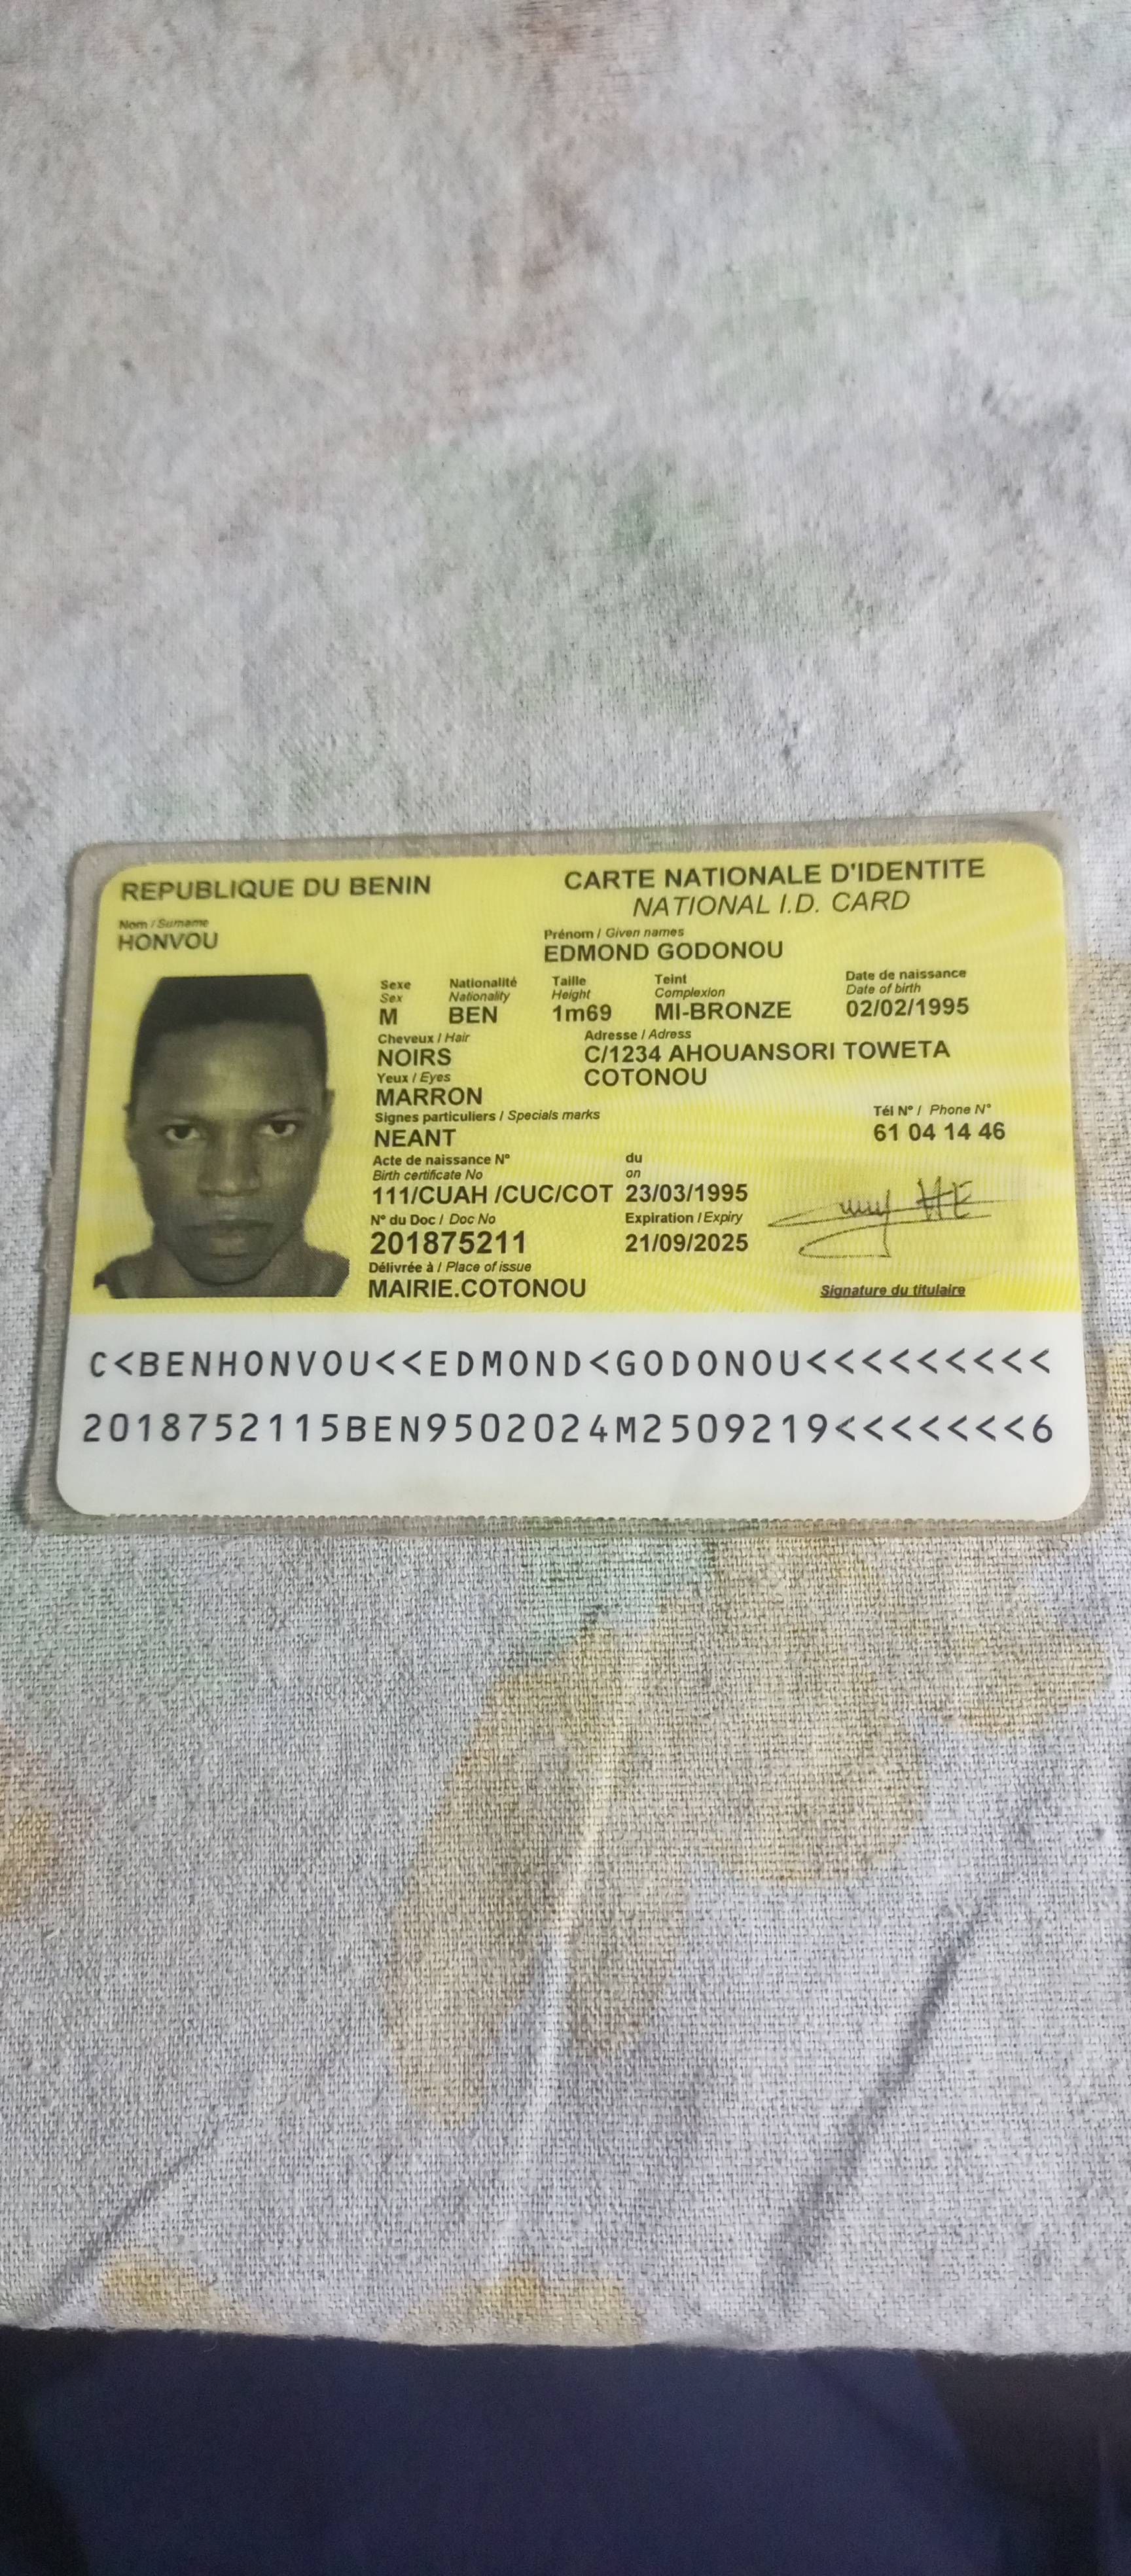 REPUBLIQUE DU BENIN
CARTE NATIONALE D'IDENTITE
NATIONAL I.D. CARD
Nom / Surname
HONVOU
Prénom / Given names
EDMOND GODONOU
Sexe
Sex
M
Nationalité
Nationality
BEN
Taille
Height
1m69
Teint
Complexion
MI-BRONZE
Date de naissance
Date of birth
02/02/1995
Cheveux / Hair
NOIRS
Adresse / Adress
C/1234 AHOUANSORI TOWETA
COTONOU
Yeux / Eyes
MARRON
Signes particuliers / Specials marks
NEANT
Tél N° / Phone N°
61 04 14 46
Acte de naissance N°
Birth certificate No
111/CUAH /CUC/COT
du
on
23/03/1995
N° du Doc / Doc No
201875211
Expiration / Expiry
21/09/2025
Délivrée à / Place of issue
MAIRIE.COTONOU
Signature du titulaire
C<BENHONVOU<<EDMOND<GODONOU<<<<<<<<<
2018752115BEN9502024M2509219<<<<<<<6